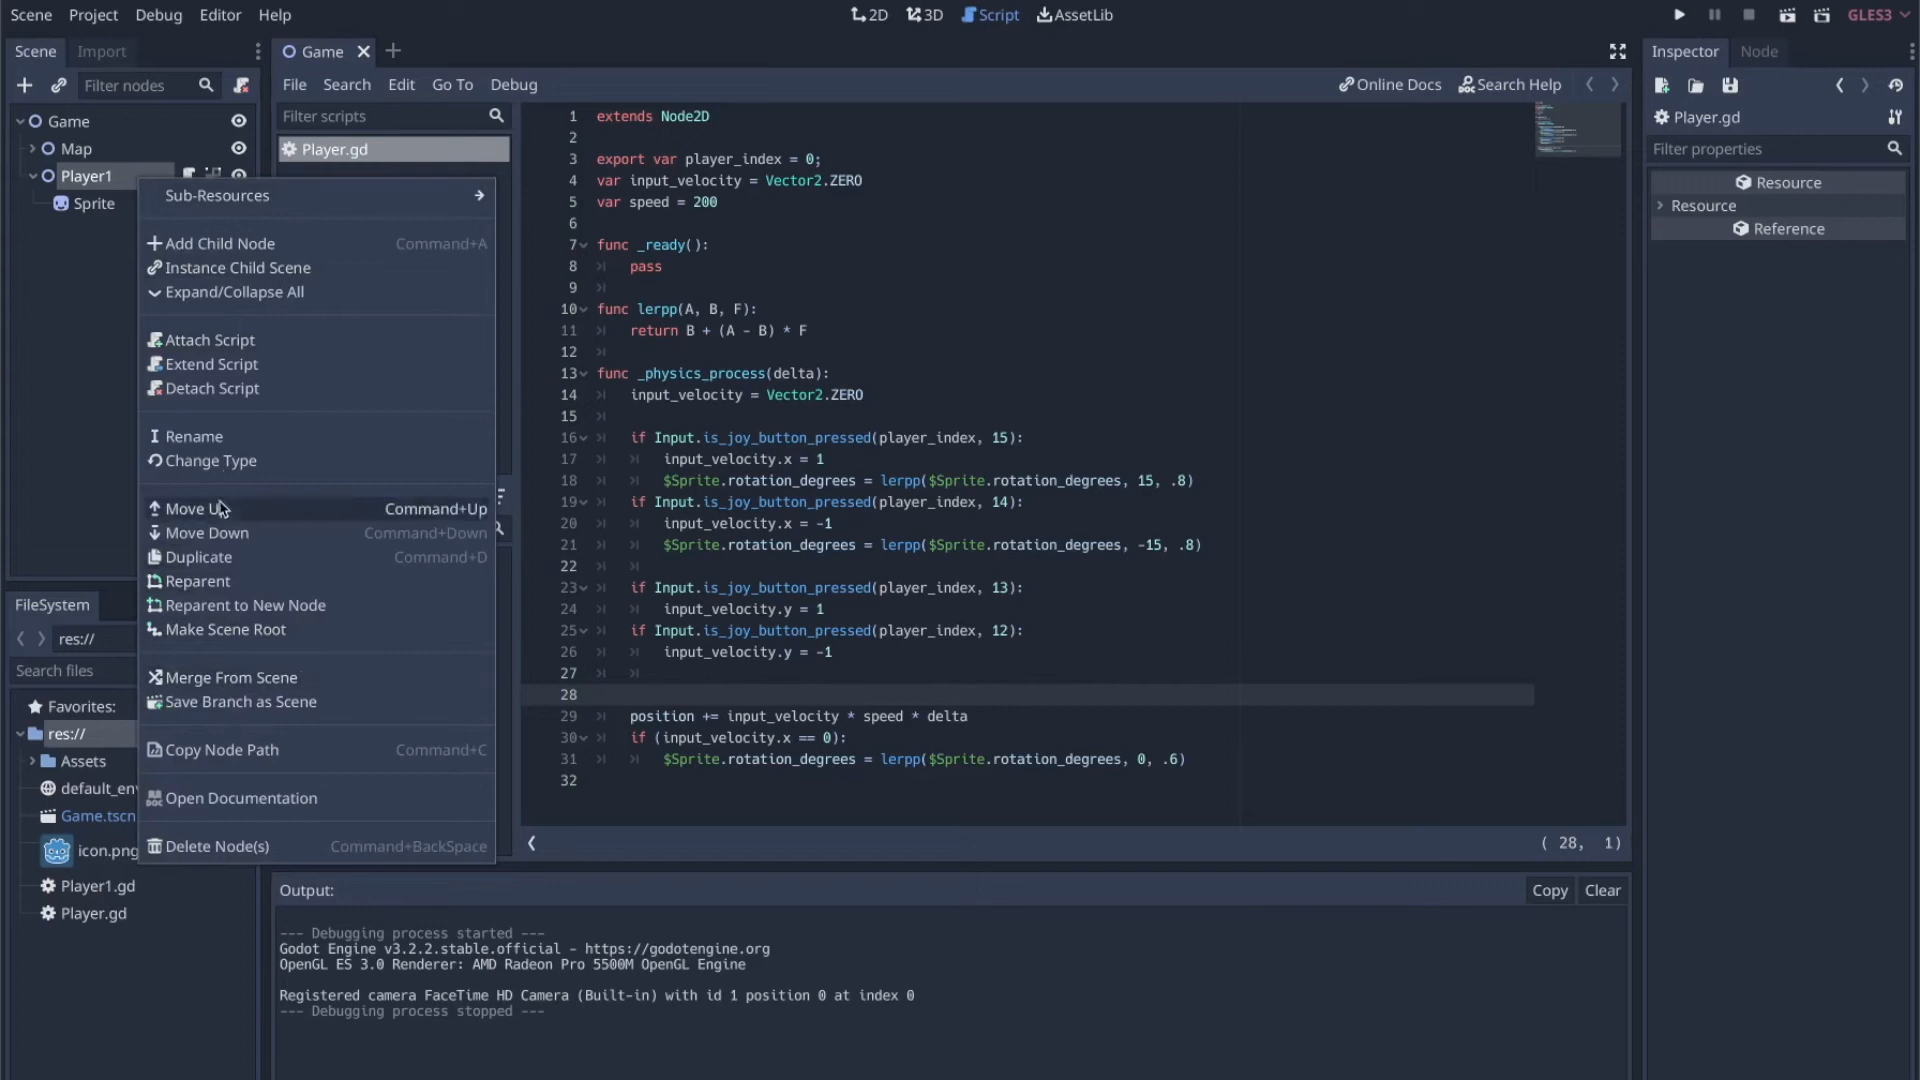 Scene Project Debug Editor Help
2D 3D Script AssetLib
GLES3
Scene Import
Filter nodes
Game
Map
Player1
Sprite
Sub-Resources
Add Child Node Command+A
Instance Child Scene
Expand/Collapse All
Attach Script
Extend Script
Detach Script
Rename
Change Type
Move U Command+Up
Move Down Command+Down
Duplicate Command+D
Reparent
Reparent to New Node
Make Scene Root
Merge From Scene
Save Branch as Scene
Copy Node Path Command+C
Open Documentation
Delete Node(s) Command+BackSpace
FileSystem
res://
Search files
Favorites:
res://
Assets
default_en
Game.tscn
icon.png
Player1.gd
Player.gd
Game
File Search Edit Go To Debug
Online Docs Search Help
Filter scripts
Player.gd
1 extends Node2D
2
3 export var player_index = 0;
4 var input_velocity = Vector2.ZERO
5 var speed = 200
6
7 func _ready():
8 pass
9
10 func lerpp(A, B, F):
11 return B + (A - B) * F
12
13 func _physics_process(delta):
14 input_velocity = Vector2.ZERO
15
16 if Input.is_joy_button_pressed(player_index, 15):
17 input_velocity.x = 1
18 $Sprite.rotation_degrees = lerpp($Sprite.rotation_degrees, 15, .8)
19 if Input.is_joy_button_pressed(player_index, 14):
20 input_velocity.x = -1
21 $Sprite.rotation_degrees = lerpp($Sprite.rotation_degrees, -15, .8)
22
23 if Input.is_joy_button_pressed(player_index, 13):
24 input_velocity.y = 1
25 if Input.is_joy_button_pressed(player_index, 12):
26 input_velocity.y = -1
27
28
29 position += input_velocity * speed * delta
30 if (input_velocity.x == 0):
31 $Sprite.rotation_degrees = lerpp($Sprite.rotation_degrees, 0, .6)
32
( 28, 1)
Output: Copy Clear
--- Debugging process started ---
Godot Engine v3.2.2.stable.official - https://godotengine.org
OpenGL ES 3.0 Renderer: AMD Radeon Pro 5500M OpenGL Engine
Registered camera FaceTime HD Camera (Built-in) with id 1 position 0 at index 0
--- Debugging process stopped ---
Inspector Node
Player.gd
Filter properties
Resource
Resource
Reference